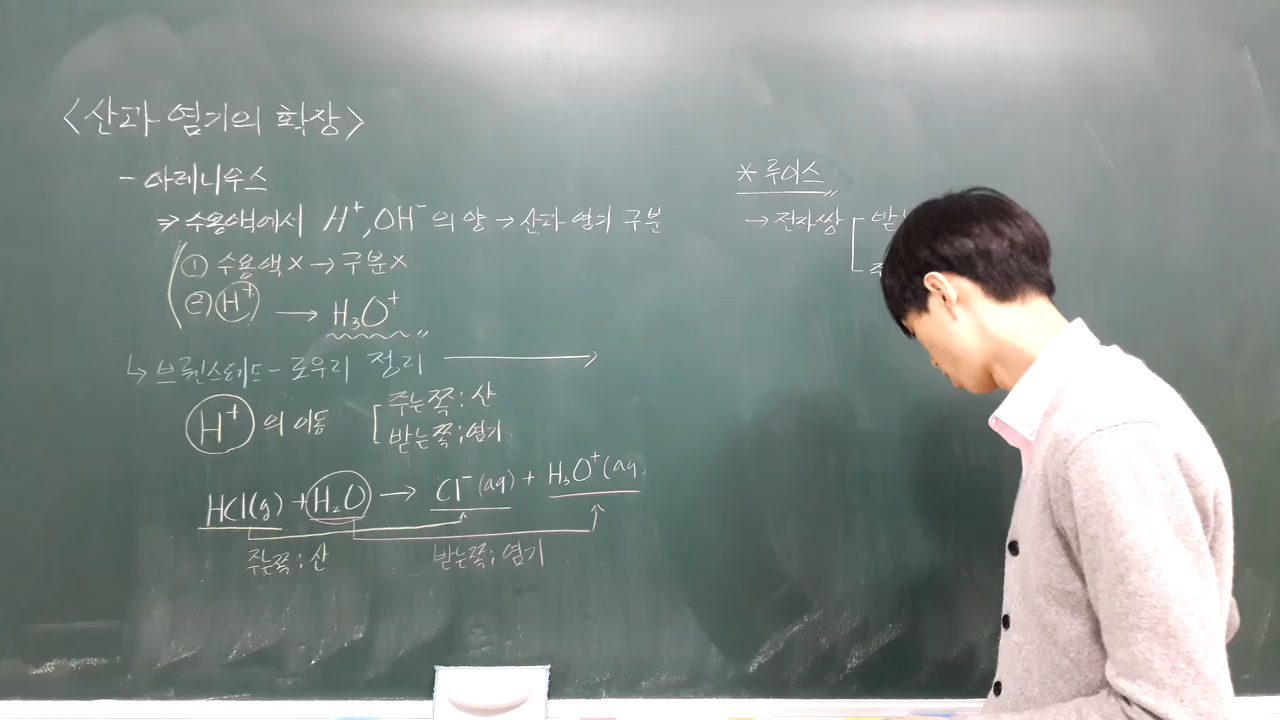 <산과 염기의 확장>
- 아레니우스
⇒ 수용액에서 H⁺, OH⁻의 양 → 산과 염기 구분
① 수용액 X → 구분 X
② H⁺ → H₃O⁺
↳ 브뢴스테드 - 로우리 정리 →
H⁺의 이동
주는쪽 : 산
받는쪽 ; 염기
HCl(g) + H₂O → Cl⁻(aq) + H₃O⁺(aq
주는쪽 ; 산
받는쪽 ; 염기
* 루이스
→ 전자쌍